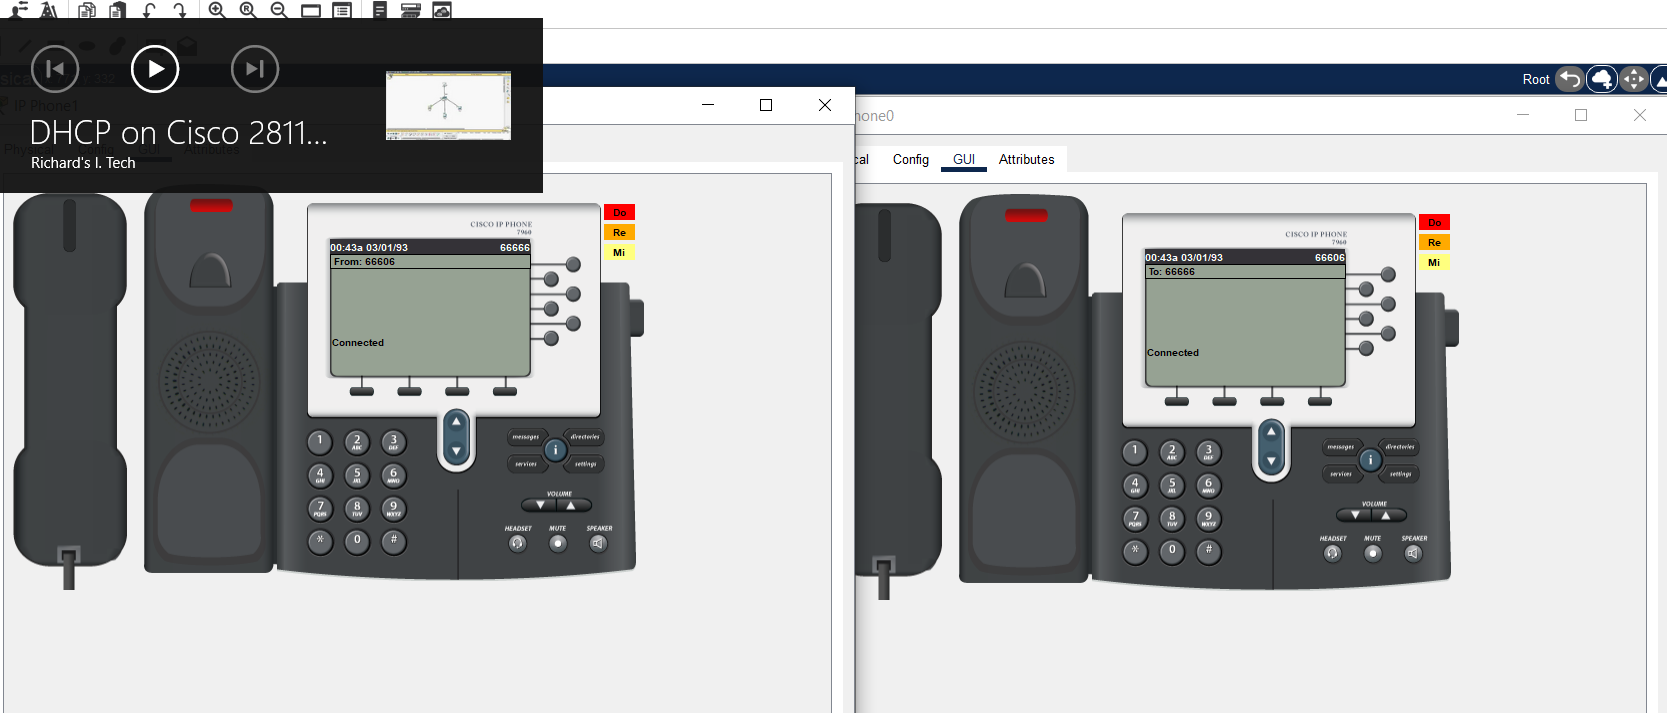 Root
IP Phone1
DHCP on Cisco 2811...
Richard's I. Tech
hone0
Physical
Config
GUI
Attributes
cal
Config
GUI
Attributes
CISCO IP PHONE
7960
00:43a 03/01/93
66666
From: 66606
Connected
Do
Re
Mi
1
2
ABC
3
DEF
4
GHI
5
JKL
6
MNO
7
PQRS
8
TUV
9
WXYZ
*
0
#
messages
directories
i
services
settings
VOLUME
HEADSET
MUTE
SPEAKER
CISCO IP PHONE
7960
00:43a 03/01/93
66606
To: 66666
Connected
Do
Re
Mi
1
2
ABC
3
DEF
4
GHI
5
JKL
6
MNO
7
PQRS
8
TUV
9
WXYZ
*
0
#
messages
directories
i
services
settings
VOLUME
HEADSET
MUTE
SPEAKER